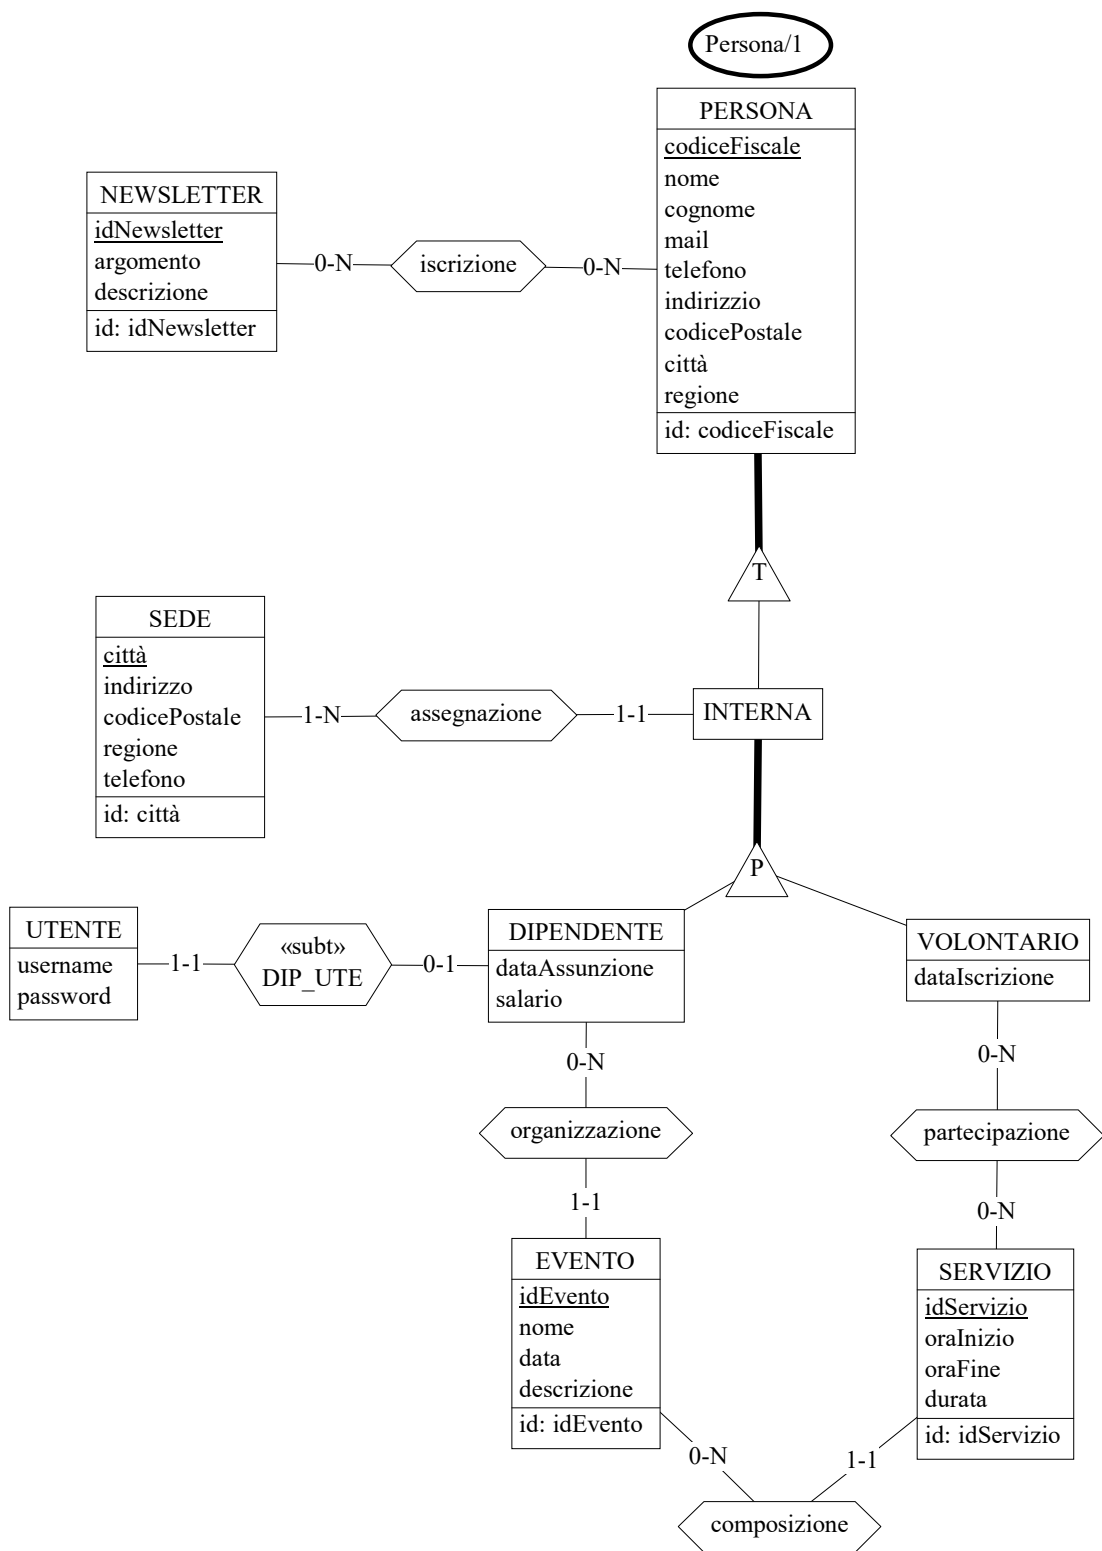 Persona/1
PERSONA
codiceFiscale
nome
cognome
mail
telefono
indirizzio
codicePostale
città
regione
id: codiceFiscale
NEWSLETTER
idNewsletter
argomento
descrizione
id: idNewsletter
0-N
iscrizione
0-N
T
SEDE
città
indirizzo
codicePostale
regione
telefono
id: città
1-N
assegnazione
1-1
INTERNA
P
UTENTE
username
password
1-1
«subt»
DIP_UTE
0-1
DIPENDENTE
dataAssunzione
salario
VOLONTARIO
dataIscrizione
0-N
organizzazione
1-1
0-N
partecipazione
0-N
EVENTO
idEvento
nome
data
descrizione
id: idEvento
SERVIZIO
idServizio
oraInizio
oraFine
durata
id: idServizio
0-N
1-1
composizione